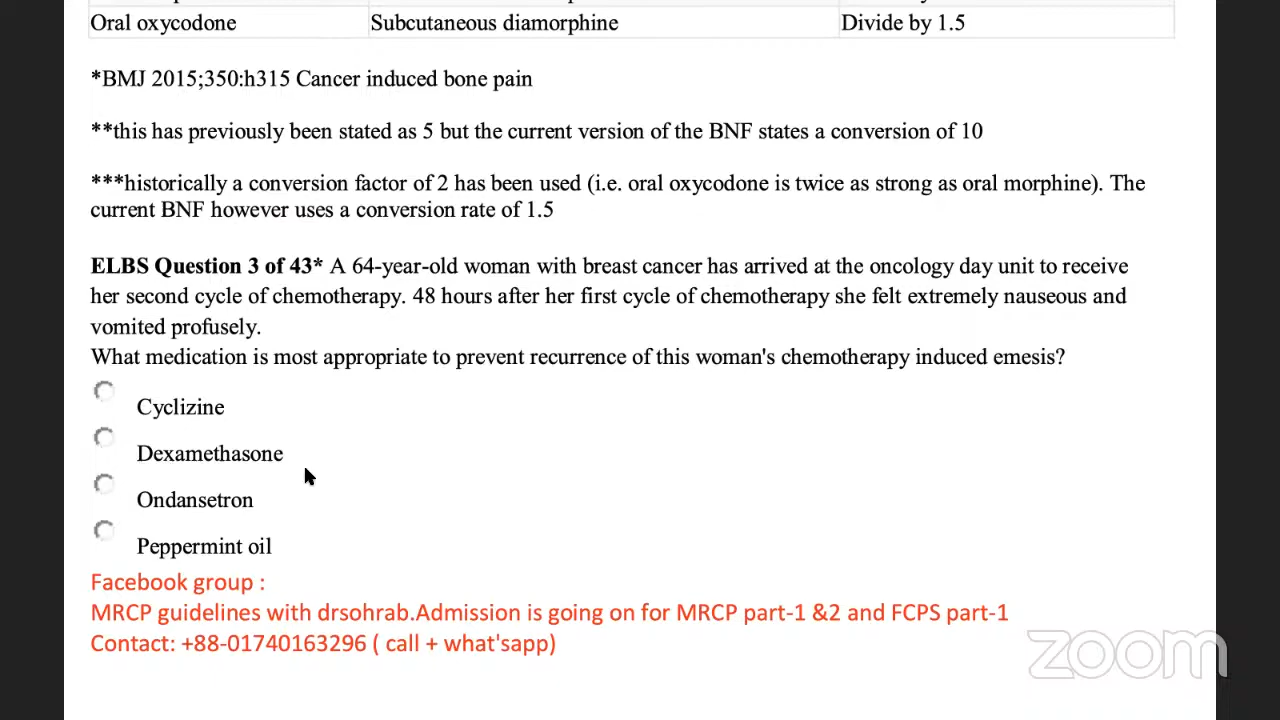 Oral oxycodone Subcutaneous diamorphine Divide by 1.5
*BMJ 2015;350:h315 Cancer induced bone pain
**this has previously been stated as 5 but the current version of the BNF states a conversion of 10
***historically a conversion factor of 2 has been used (i.e. oral oxycodone is twice as strong as oral morphine). The
current BNF however uses a conversion rate of 1.5
ELBS Question 3 of 43* A 64-year-old woman with breast cancer has arrived at the oncology day unit to receive
her second cycle of chemotherapy. 48 hours after her first cycle of chemotherapy she felt extremely nauseous and
vomited profusely.
What medication is most appropriate to prevent recurrence of this woman's chemotherapy induced emesis?
Cyclizine
Dexamethasone
Ondansetron
Peppermint oil
Facebook group :
MRCP guidelines with drsohrab.Admission is going on for MRCP part-1 &2 and FCPS part-1
Contact: +88-01740163296 ( call + what'sapp)
zoom